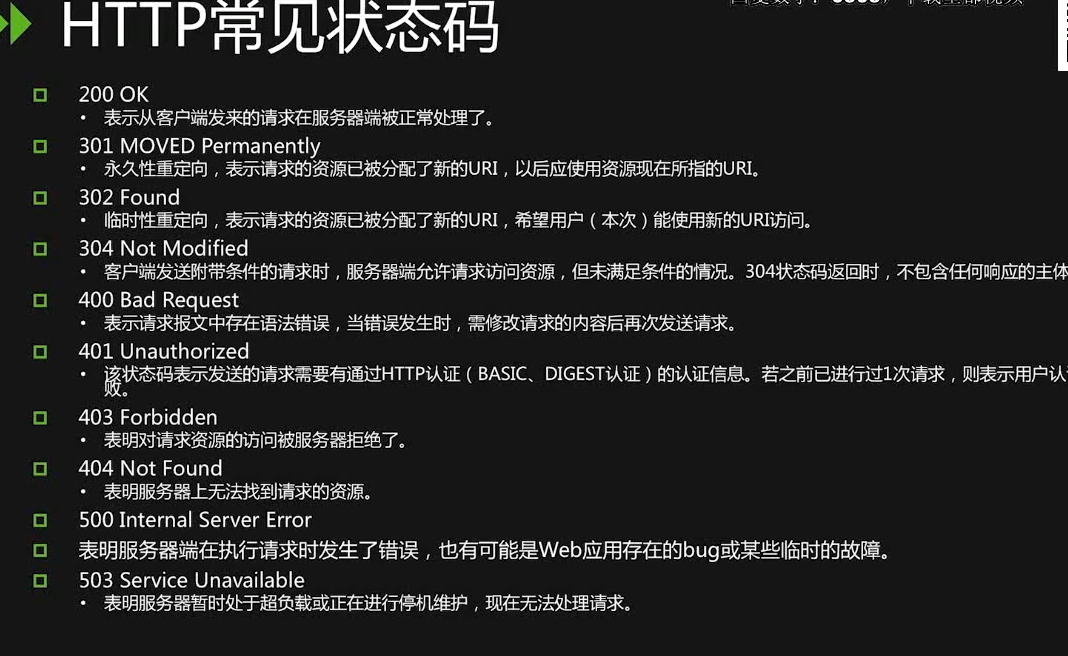 HTTP常见状态码
200 OK
• 表示从客户端发来的请求在服务器端被正常处理了。
301 MOVED Permanently
• 永久性重定向，表示请求的资源已被分配了新的URI，以后应使用资源现在所指的URI。
302 Found
• 临时性重定向，表示请求的资源已被分配了新的URI，希望用户（本次）能使用新的URI访问。
304 Not Modified
• 客户端发送附带条件的请求时，服务器端允许请求访问资源，但未满足条件的情况。304状态码返回时，不包含任何响应的主体
400 Bad Request
• 表示请求报文中存在语法错误，当错误发生时，需修改请求的内容后再次发送请求。
401 Unauthorized
• 该状态码表示发送的请求需要有通过HTTP认证（BASIC、DIGEST认证）的认证信息。若之前已进行过1次请求，则表示用户认
败。
403 Forbidden
• 表明对请求资源的访问被服务器拒绝了。
404 Not Found
• 表明服务器上无法找到请求的资源。
500 Internal Server Error
表明服务器端在执行请求时发生了错误，也有可能是Web应用存在的bug或某些临时的故障。
503 Service Unavailable
• 表明服务器暂时处于超负载或正在进行停机维护，现在无法处理请求。